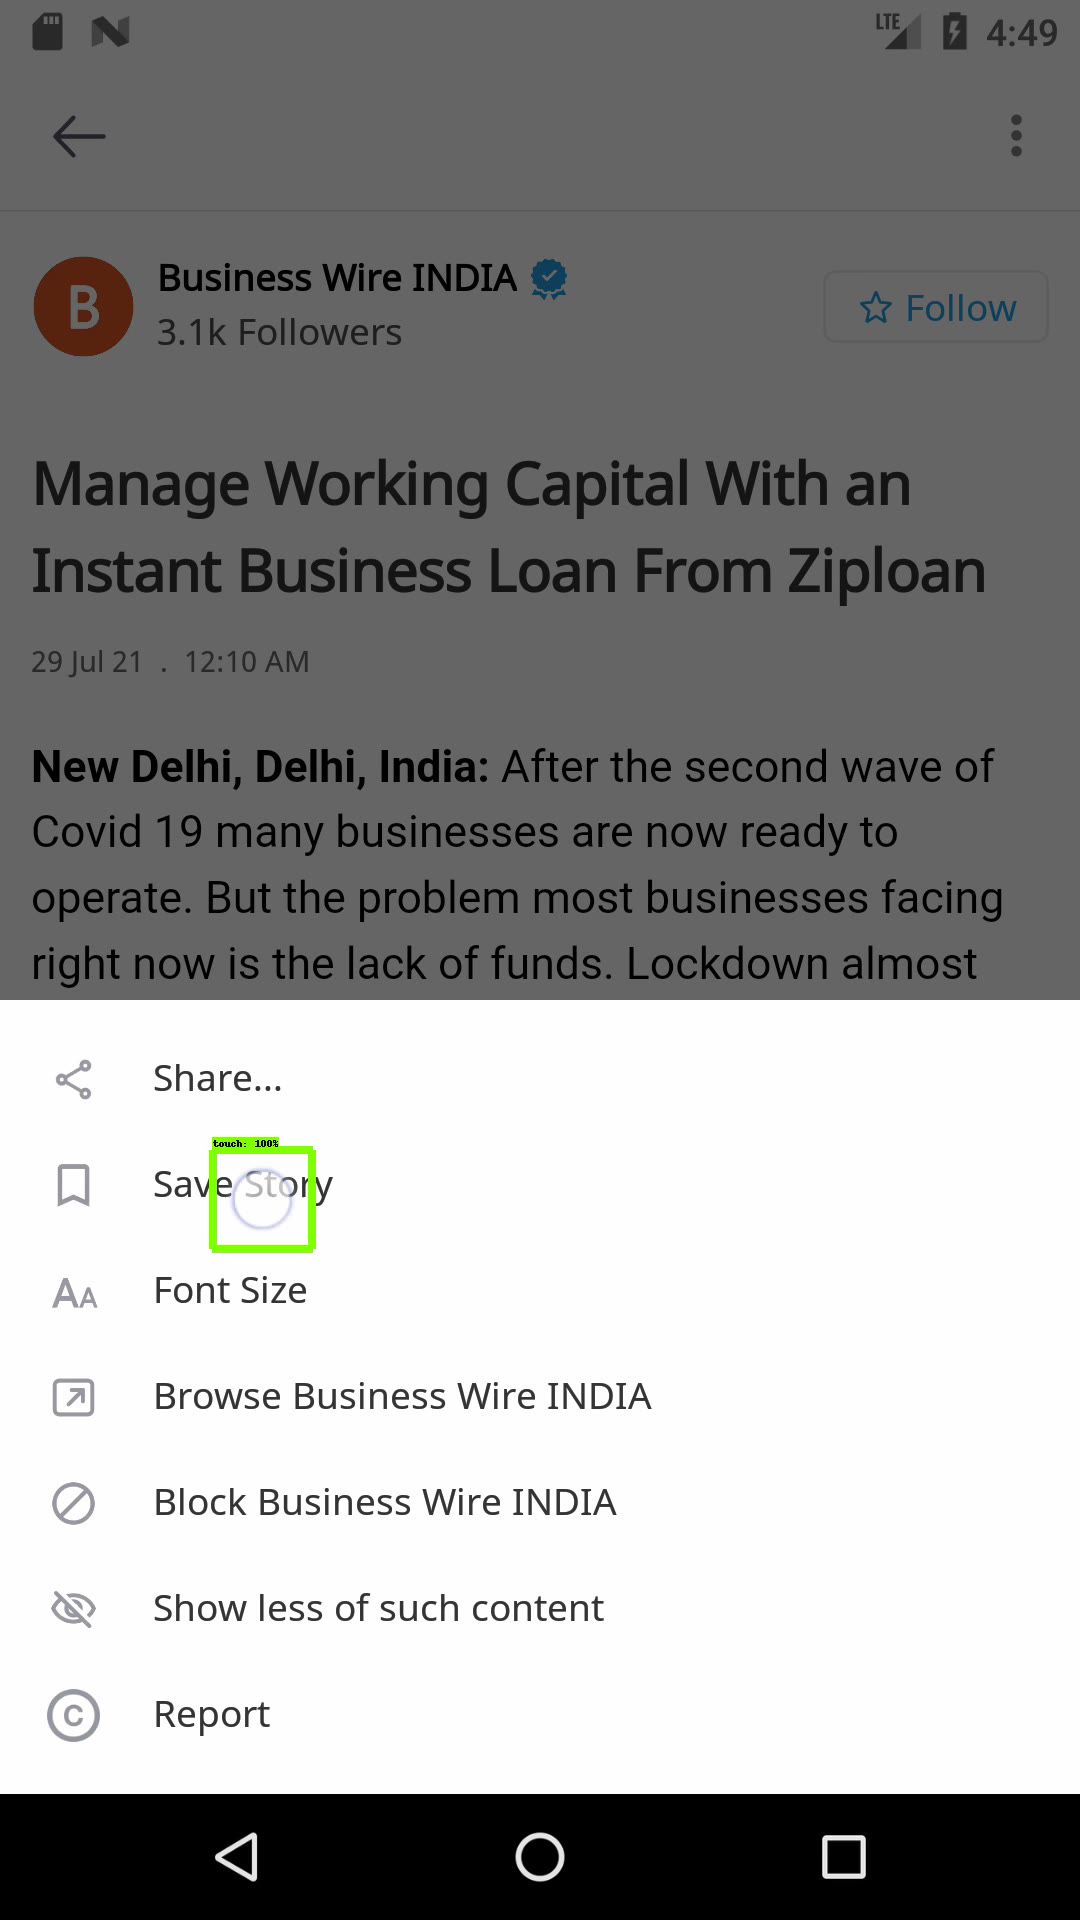 LTE 4:49
B
Business Wire INDIA
3.1k Followers
Follow
Manage Working Capital With an
Instant Business Loan From Ziploan
29 Jul 21 . 12:10 AM
New Delhi, Delhi, India: After the second wave of
Covid 19 many businesses are now ready to
operate. But the problem most businesses facing
right now is the lack of funds. Lockdown almost
Share...
touch: 100%
Save Story
AA Font Size
Browse Business Wire INDIA
Block Business Wire INDIA
Show less of such content
C Report